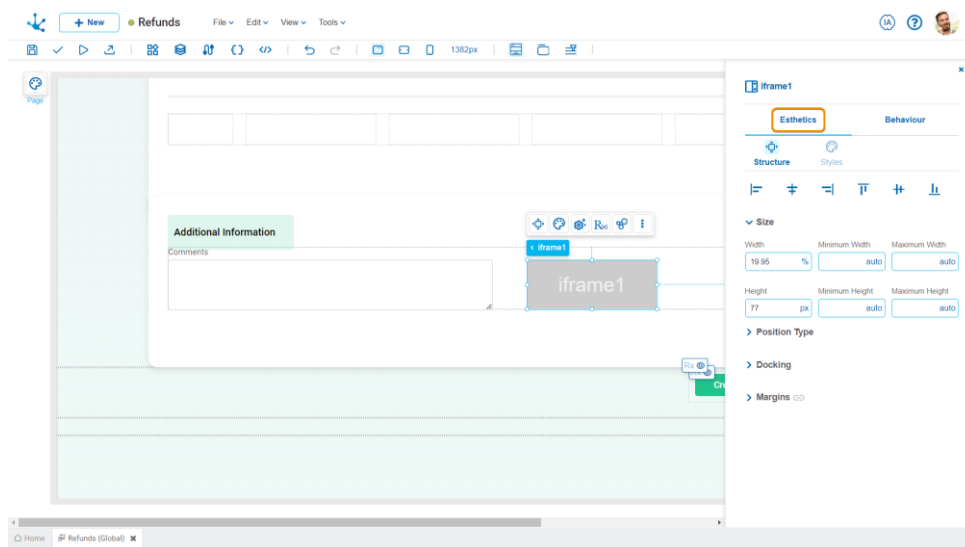 + New
Refunds
File
Edit
View
Tools
IA
?
1382px
Page
iframe1
Esthetics
Behaviour
Structure
Styles
Size
Width
Minimum Width
Maximum Width
19.95 %
auto
auto
Height
Minimum Height
Maximum Height
77 px
auto
auto
Position Type
Docking
Margins
Additional Information
Comments
iframe1
iframe1
Rx
Home
Refunds (Global)